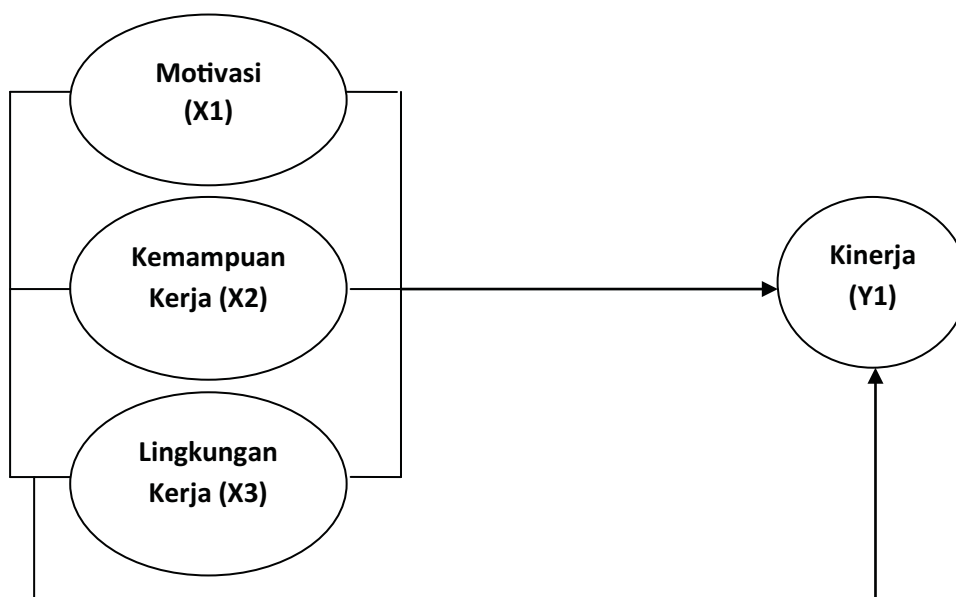 Motivasi
(X1)
Kemampuan
Kerja (X2)
Kinerja
(Y1)
Lingkungan
Kerja (X3)